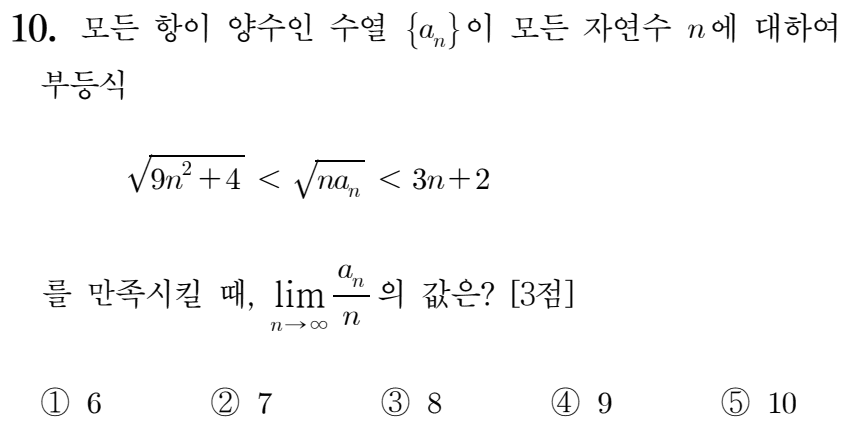 10. 모든 항이 양수인 수열 {aₙ}이 모든 자연수 n에 대하여
부등식
√(9n²+4) < √(naₙ) < 3n+2
를 만족시킬 때, lim_{n→∞} aₙ/n 의 값은? [3점]
① 6 ② 7 ③ 8 ④ 9 ⑤ 10